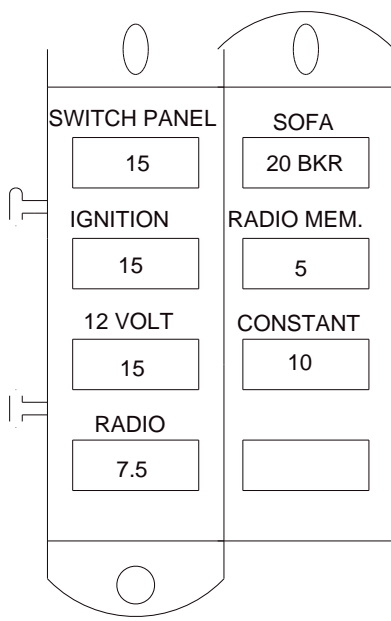 SWITCH PANEL
15
IGNITION
15
12 VOLT
15
RADIO
7.5
SOFA
20 BKR
RADIO MEM.
5
CONSTANT
10